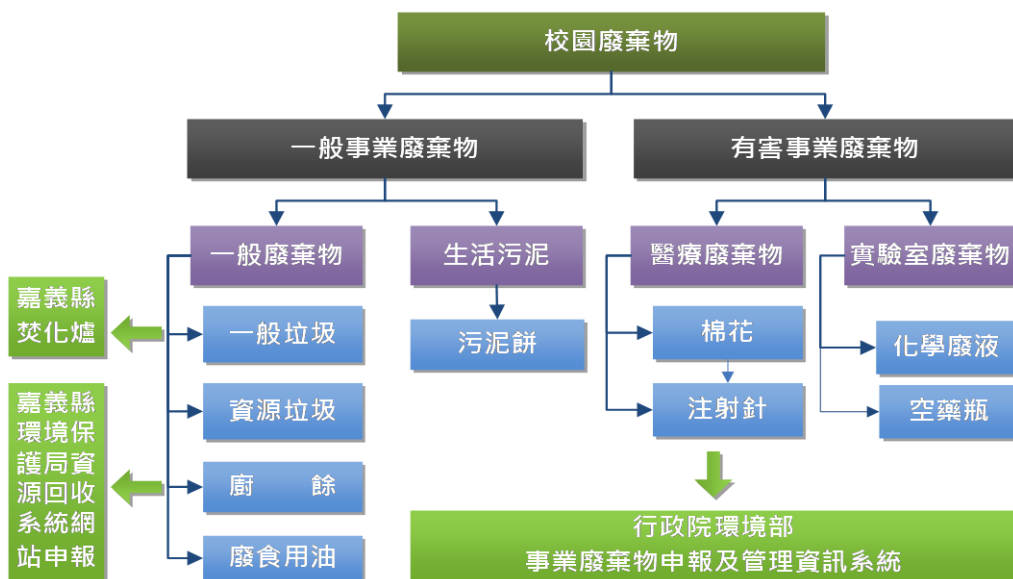 校園廢棄物
一般事業廢棄物
有害事業廢棄物
一般廢棄物
生活污泥
醫療廢棄物
實驗室廢棄物
嘉義縣
焚化爐
一般垃圾
污泥餅
棉花
化學廢液
嘉義縣
環境保
護局資
源回收
系統網
站申報
資源垃圾
注射針
空藥瓶
廚 餘
廢食用油
行政院環境部
事業廢棄物申報及管理資訊系統